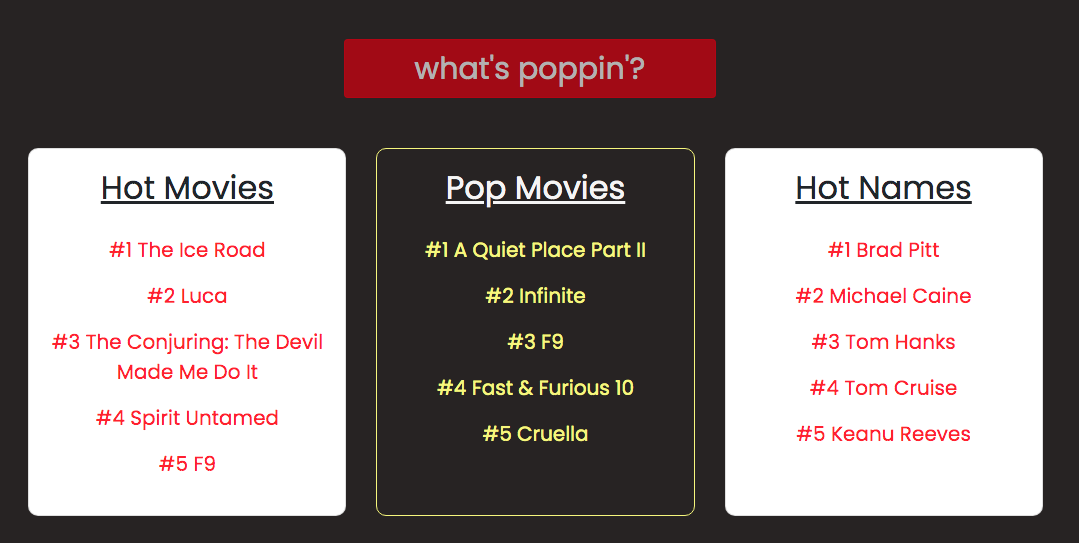 what's poppin'?
Hot Movies
#1 The Ice Road
#2 Luca
#3 The Conjuring: The Devil
Made Me Do It
#4 Spirit Untamed
#5 F9
Pop Movies
#1 A Quiet Place Part II
#2 Infinite
#3 F9
#4 Fast & Furious 10
#5 Cruella
Hot Names
#1 Brad Pitt
#2 Michael Caine
#3 Tom Hanks
#4 Tom Cruise
#5 Keanu Reeves